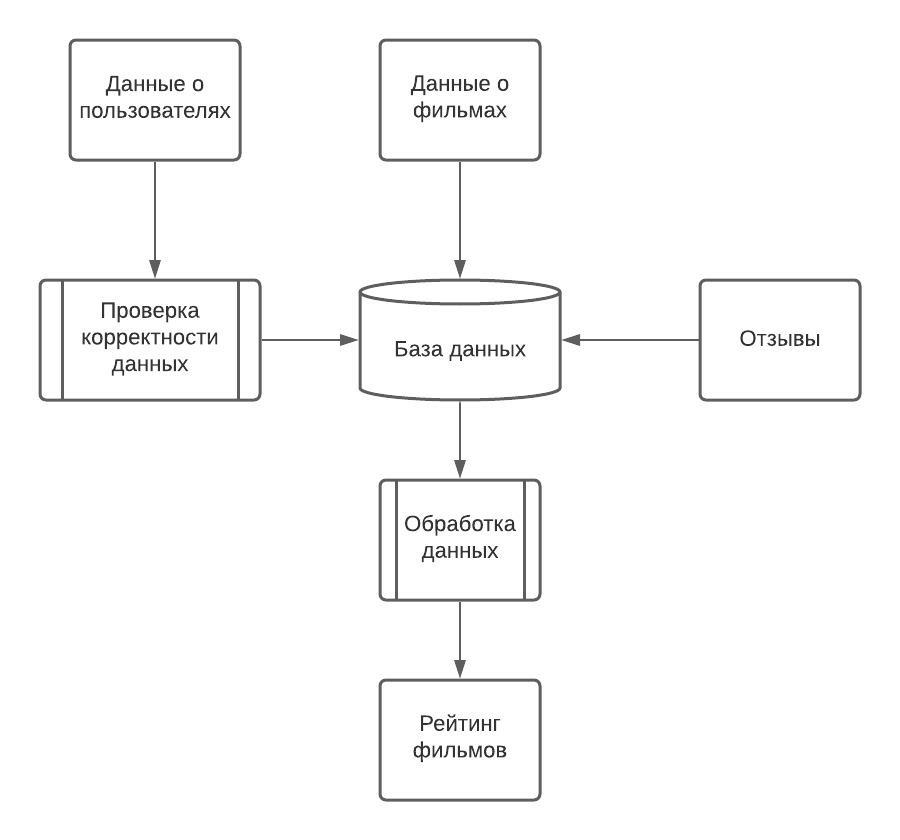 Данные о
пользователях
Данные о
фильмах
Проверка
корректности
данных
База данных
Отзывы
Обработка
данных
Рейтинг
фильмов